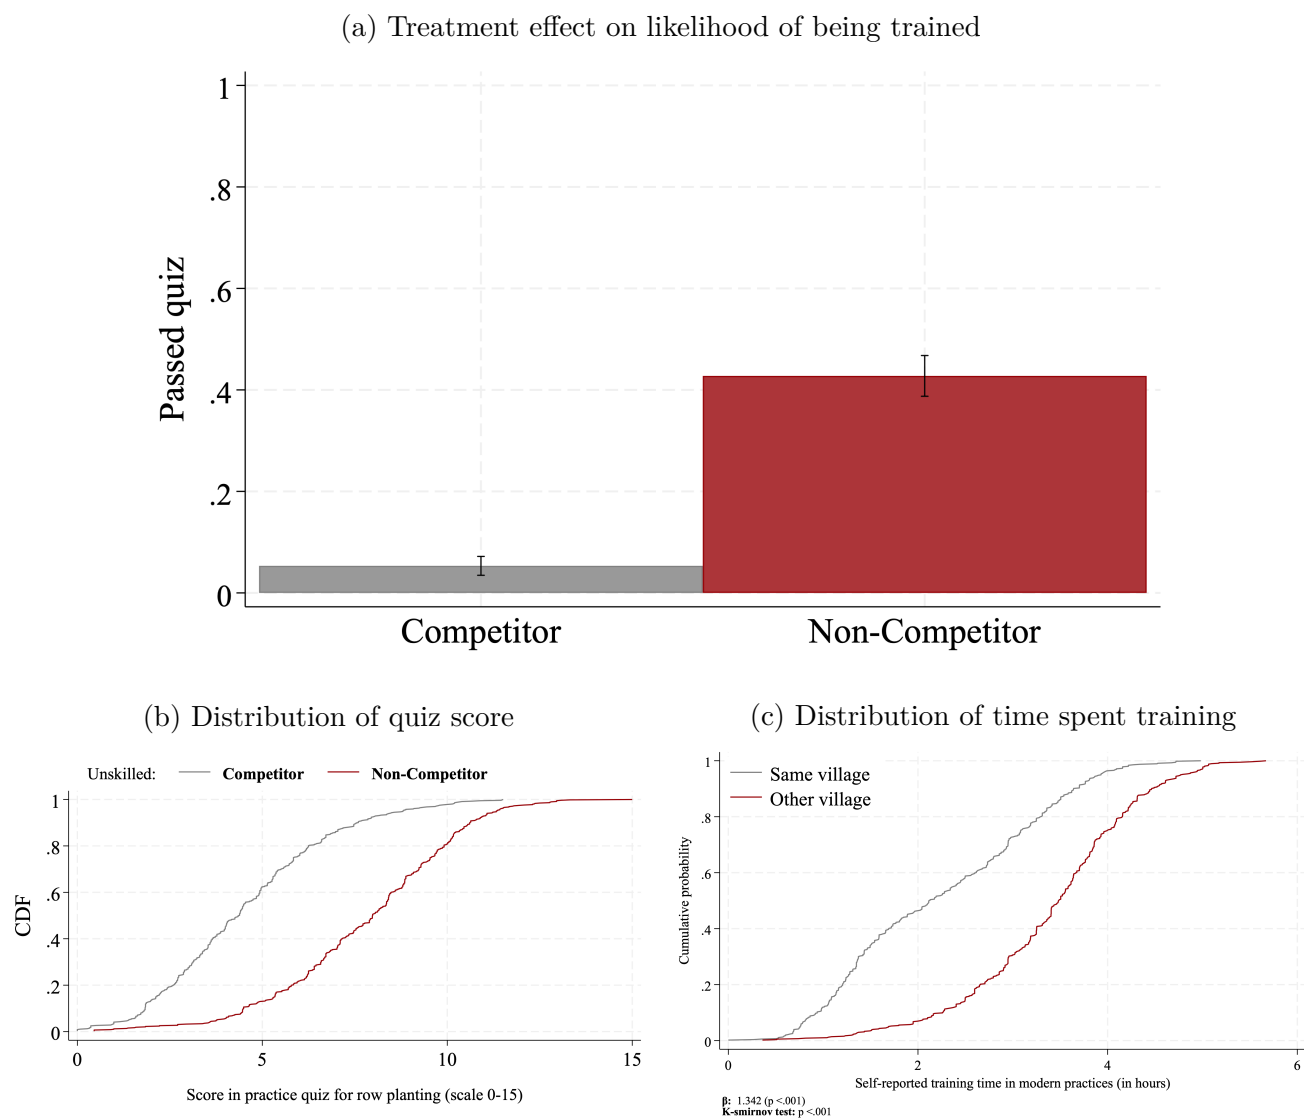 (a) Treatment effect on likelihood of being trained
1
.8
.6
.4
.2
0
Passed quiz
Competitor Non-Competitor
(b) Distribution of quiz score
Unskilled: Competitor Non-Competitor
1
.8
.6
.4
.2
0
CDF
0 5 10 15
Score in practice quiz for row planting (scale 0-15)
(c) Distribution of time spent training
Same village
Other village
1
.8
.6
.4
.2
0
Cumulative probability
0 2 4 6
Self-reported training time in modern practices (in hours)
β: 1.342 (p <.001)
K-smirnov test: p <.001